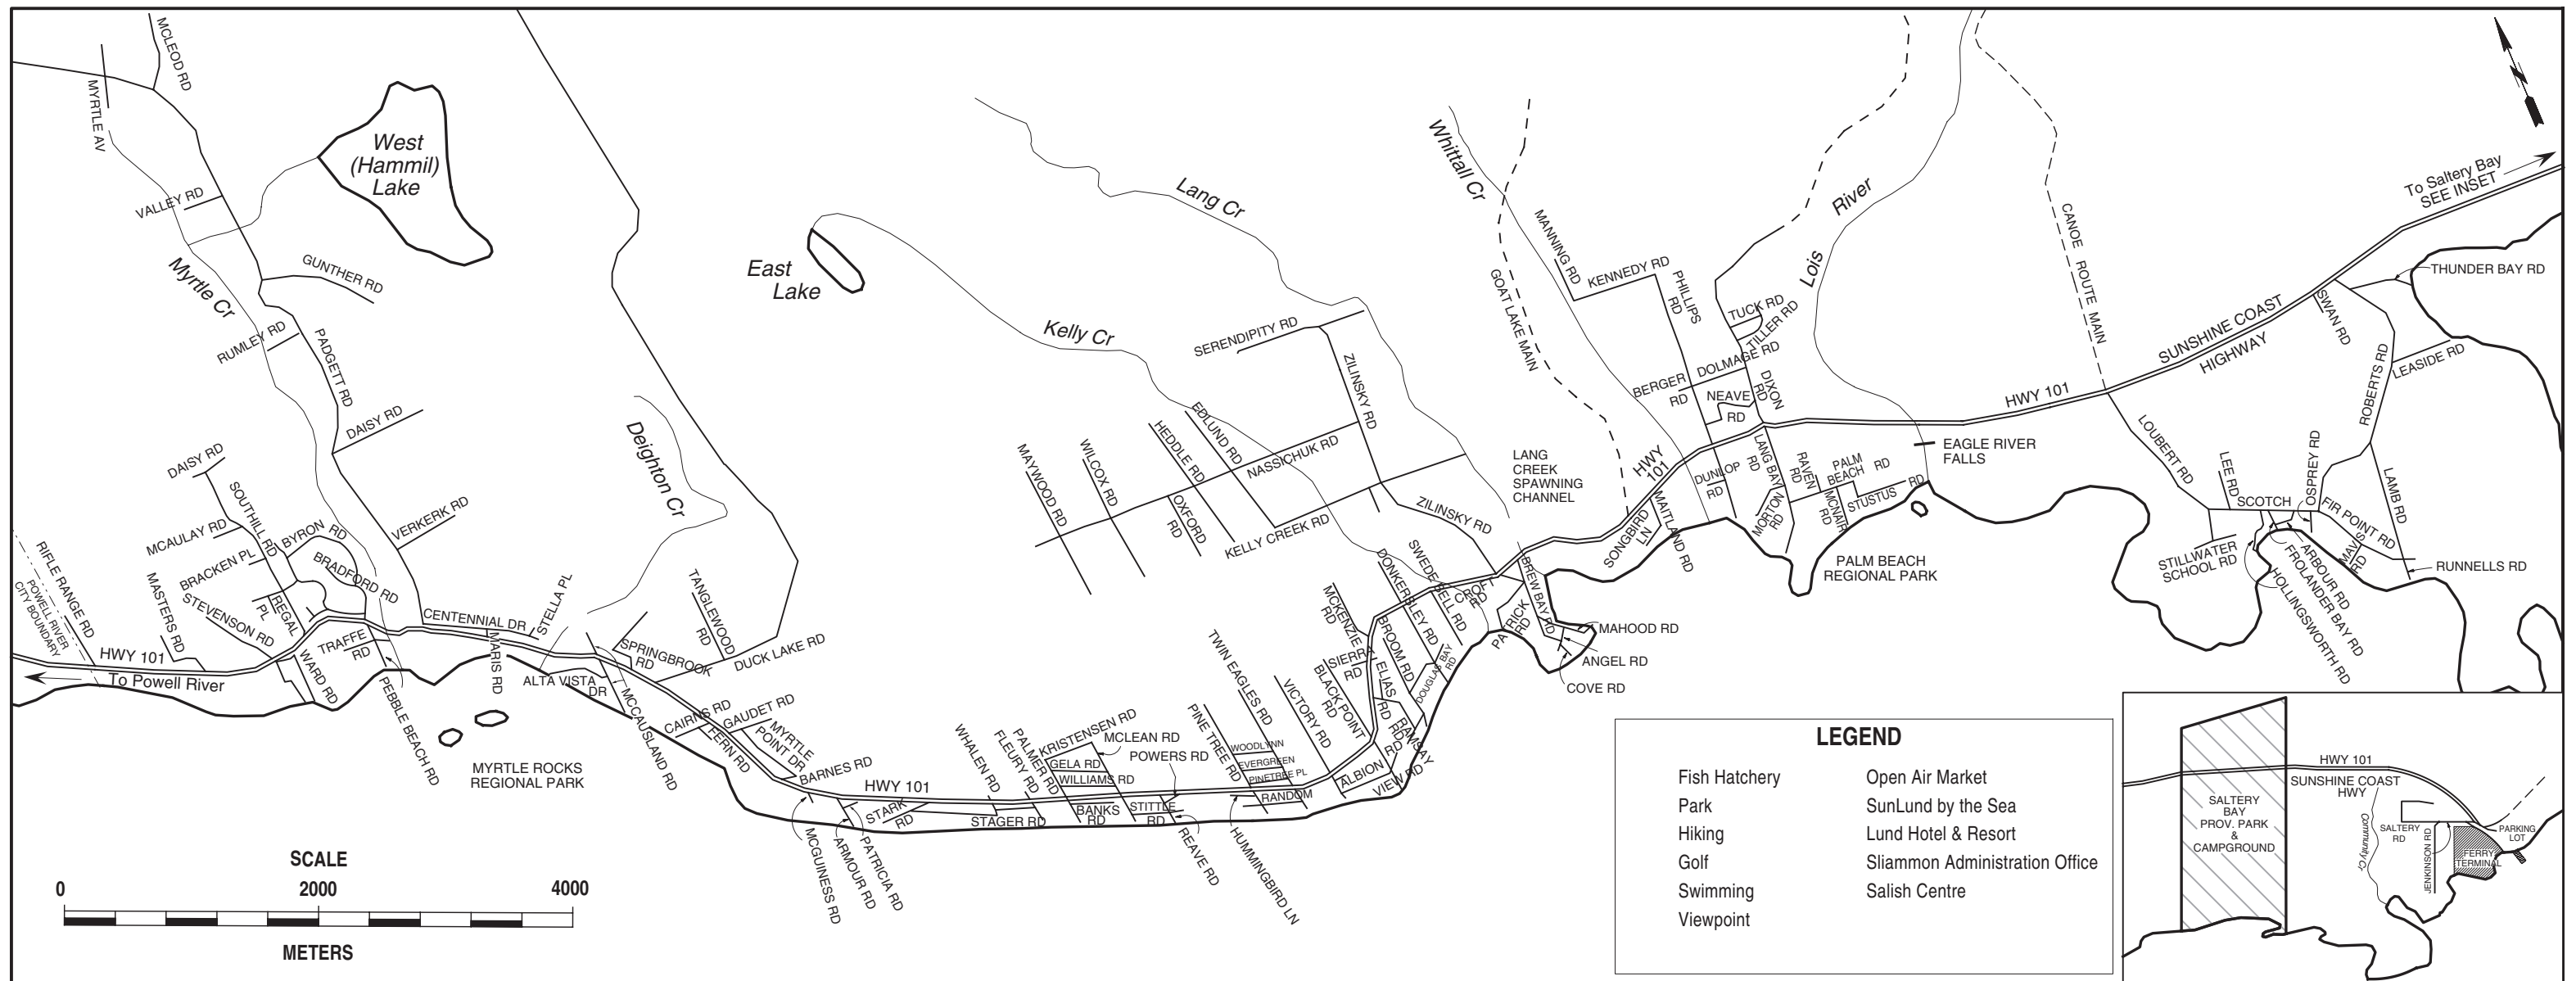 MCLEOD RD
MYRTLE AV
West
(Hammil)
Lake
VALLEY RD
Myrtle Cr
GUNTHER RD
RUMLEY RD
PADGETT RD
DAISY RD
DAISY RD
SOUTHILL RD
MCAULAY RD
BYRON RD
BRACKEN PL
BRADFORD RD
VERKERK RD
RIFLE RANGE RD
POWELL RIVER
CITY BOUNDARY
MASTERS RD
STEVENSON RD
REGAL
PL
HWY 101
To Powell River
WARD RD
TRAFFE
RD
PEBBLE BEACH RD
CENTENNIAL DR
MARIS RD
STELLA PL
MYRTLE ROCKS
REGIONAL PARK
ALTA VISTA
DR
Deighton Cr
TANGLEWOOD
RD
SPRINGBROOK
RD
DUCK LAKE RD
MCCAUSLAND RD
CAIRNS RD
FERN RD
GAUDET RD
MYRTLE
POINT DR
BARNES RD
MCGUINESS RD
ARMOUR RD
PATRICIA RD
HWY 101
STARK
RD
STAGER RD
WHALEN RD
FLEURY RD
PALMER RD
KRISTENSEN RD
MCLEAN RD
GELA RD
WILLIAMS RD
POWERS RD
BANKS
RD
STITTLE
RD
REAVE RD
HUMMINGBIRD LN
PINE TREE RD
TWIN EAGLES RD
WOODLYNN
EVERGREEN
PINETREE PL
RANDOM
VICTORY RD
BLACK POINT
RD
SIERRA
RD
MCKENZIE
RD
ELIAS RD
BROOM RD
DONKERSLEY RD
SWEDE BELL RD
DOUGLAS BAY
RD
RAMSAY
RD
ALBION
RD
VIEW RD
CROFT
RD
PATRICK
RD
BREW BAY RD
MAHOOD RD
ANGEL RD
COVE RD
East
Lake
Kelly Cr
Lang Cr
Whittall Cr
SERENDIPITY RD
ZILINSKY RD
MAYWOOD RD
WILCOX RD
HEDDLE RD
EDLUND RD
NASSICHUK RD
OXFORD
RD
KELLY CREEK RD
ZILINSKY RD
LANG
CREEK
SPAWNING
CHANNEL
GOAT LAKE MAIN
MANNING RD
KENNEDY RD
PHILLIPS
RD
TUCK RD
TILLER RD
DOLMAGE RD
BERGER
RD
NEAVE
RD
DIXON
RD
HWY
101
SONGBIRD
LN
MAITLAND RD
DUNLOP
RD
LANG BAY
RD
MORTON
RD
RAVEN
RD
PALM
BEACH RD
MCNAIR
RD
STUSTUS RD
PALM BEACH
REGIONAL PARK
Lois River
EAGLE RIVER
FALLS
CANOE ROUTE MAIN
HWY 101
SUNSHINE COAST
HIGHWAY
To Saltery Bay
SEE INSET
THUNDER BAY RD
SWAN RD
ROBERTS RD
LEASIDE RD
LOUBERT RD
LEE RD
SCOTCH
OSPREY RD
FIR POINT RD
LAMB RD
MAVIS
RD
RUNNELLS RD
STILLWATER
SCHOOL RD
ARBOUR RD
FROLANDER BAY RD
HOLLINGSWORTH RD
SCALE
0 2000 4000
METERS
LEGEND
Fish Hatchery
Park
Hiking
Golf
Swimming
Viewpoint
Open Air Market
SunLund by the Sea
Lund Hotel & Resort
Sliammon Administration Office
Salish Centre
HWY 101
SUNSHINE COAST
HWY
SALTERY
BAY
PROV. PARK
&
CAMPGROUND
Community Cr
SALTERY
RD
JENKINSON RD
PARKING
LOT
FERRY
TERMINAL